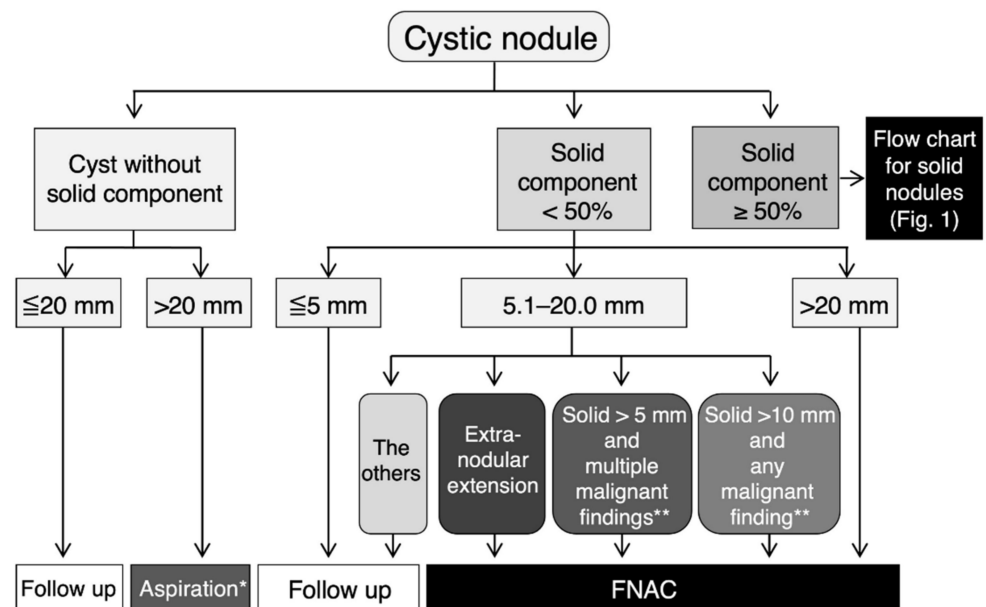 Cystic nodule
Cyst without
solid component
Solid
component
< 50%
Solid
component
≥ 50%
Flow chart
for solid
nodules
(Fig. 1)
≦20 mm
>20 mm
≦5 mm
5.1–20.0 mm
>20 mm
The
others
Extra-
nodular
extension
Solid > 5 mm
and
multiple
malignant
findings**
Solid >10 mm
and
any
malignant
finding**
Follow up
Aspiration*
Follow up
FNAC